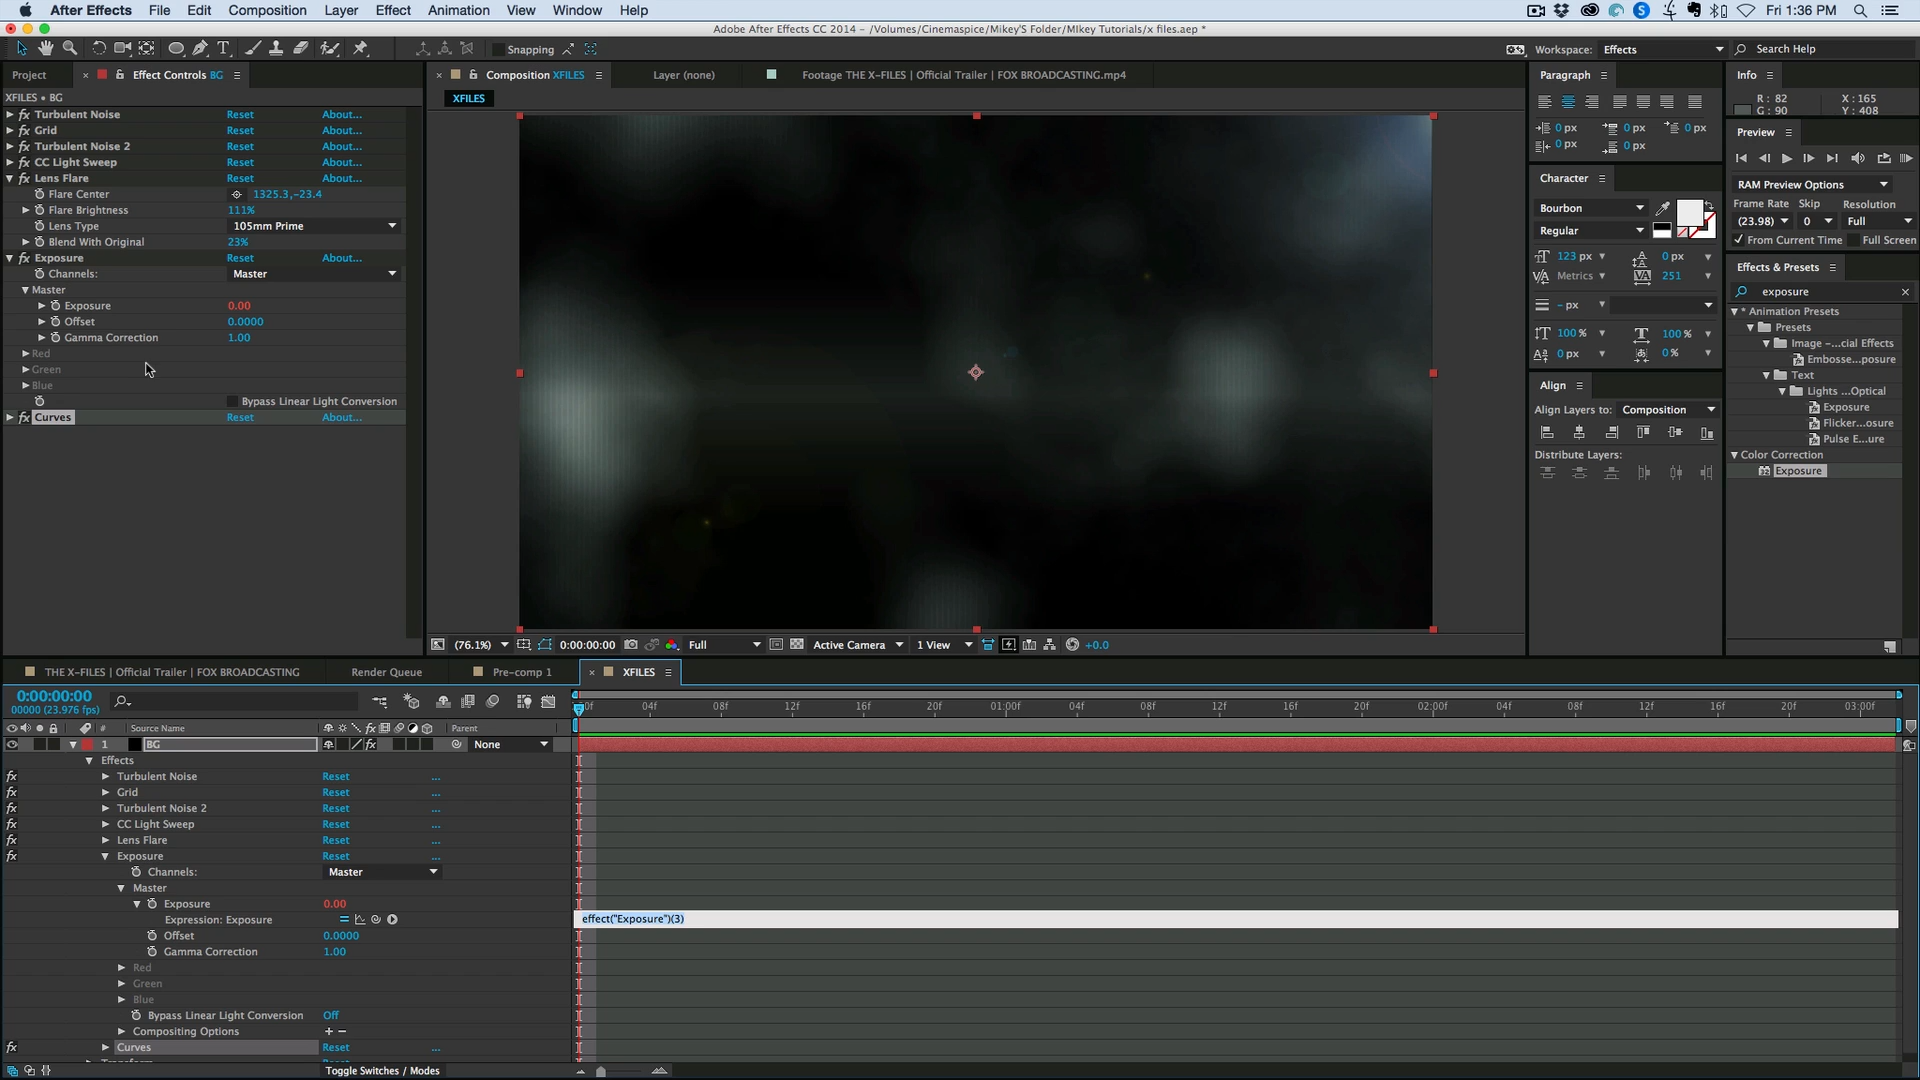 After Effects File Edit Composition Layer Effect Animation View Window Help Fri 1:36 PM
Adobe After Effects CC 2014 – /Volumes/Cinemaspice/Mikey'S Folder/MIkey Tutorials/x files.aep *
Snapping Workspace: Effects Search Help
Project Effect Controls BG Composition XFILES Layer (none) Footage THE X-FILES | Official Trailer | FOX BROADCASTING.mp4 Paragraph Info
XFILES • BG
XFILES
R: 82 X: 165
G: 90 Y: 408
Turbulent Noise Reset About...
Grid Reset About...
Turbulent Noise 2 Reset About...
CC Light Sweep Reset About...
Lens Flare Reset About...
Flare Center 1325.3,-23.4
Flare Brightness 111%
Lens Type 105mm Prime
Blend With Original 23%
Exposure Reset About...
Channels: Master
Master
Exposure 0.00
Offset 0.0000
Gamma Correction 1.00
Red
Green
Blue
Bypass Linear Light Conversion
Curves Reset About...
0 px 0 px 0 px
0 px 0 px
Character
Bourbon
Regular
123 px 0 px
Metrics 251
- px
100 % 100 %
0 px 0 %
Align
Align Layers to: Composition
Distribute Layers:
Preview
RAM Preview Options
Frame Rate Skip Resolution
(23.98) 0 Full
From Current Time Full Screen
Effects & Presets
exposure
* Animation Presets
Presets
Image -...cial Effects
Embosse...posure
Text
Lights ...Optical
Exposure
Flicker...osure
Pulse E...ure
Color Correction
Exposure
(76.1%) 0:00:00:00 Full Active Camera 1 View +0.0
THE X-FILES | Official Trailer | FOX BROADCASTING Render Queue Pre-comp 1 XFILES
0:00:00:00
00000 (23.976 fps)
00f 04f 08f 12f 16f 20f 01:00f 04f 08f 12f 16f 20f 02:00f 04f 08f 12f 16f 20f 03:00f
# Source Name Parent
1 BG None
Effects
Turbulent Noise Reset ...
Grid Reset ...
Turbulent Noise 2 Reset ...
CC Light Sweep Reset ...
Lens Flare Reset ...
Exposure Reset ...
Channels: Master
Master
Exposure 0.00
Expression: Exposure effect("Exposure")(3)
Offset 0.0000
Gamma Correction 1.00
Red
Green
Blue
Bypass Linear Light Conversion Off
Compositing Options + −
Curves Reset ...
Toggle Switches / Modes